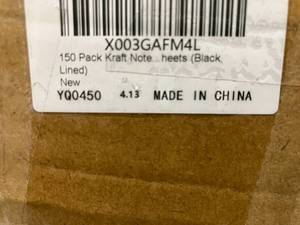 X003GAFM4L
150 Pack Kraft Note...heets (Black,
Lined)
New
YQ0450 4.13 MADE IN CHINA